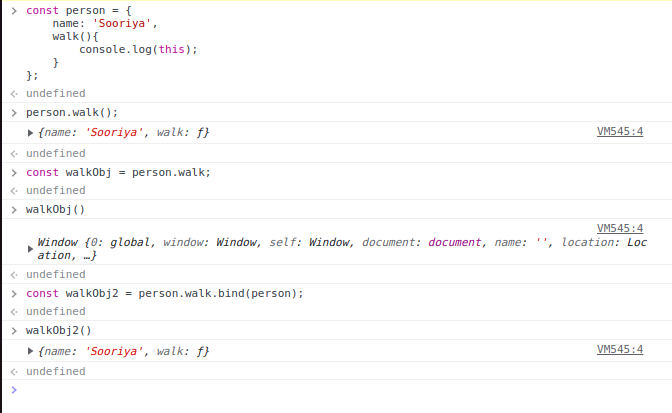 const person = {
    name: 'Sooriya',
    walk(){
        console.log(this);
    }
};
undefined
person.walk();
{name: 'Sooriya', walk: ƒ} VM545:4
undefined
const walkObj = person.walk;
undefined
walkObj()
VM545:4
Window {0: global, window: Window, self: Window, document: document, name: '', location: Loc
ation, …}
undefined
const walkObj2 = person.walk.bind(person);
undefined
walkObj2()
{name: 'Sooriya', walk: ƒ} VM545:4
undefined